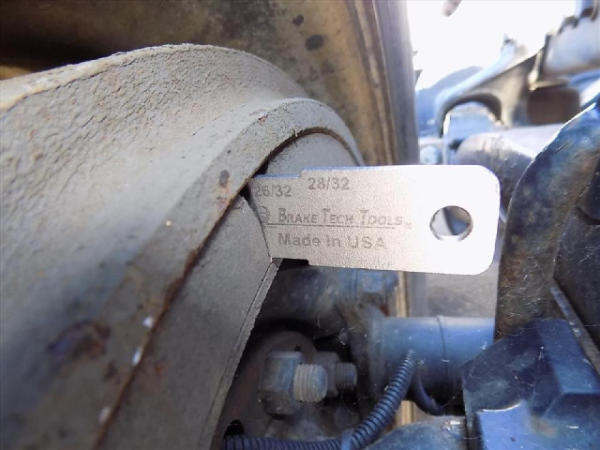 26/32 28/32
BRAKE TECH TOOLS®
Made in USA